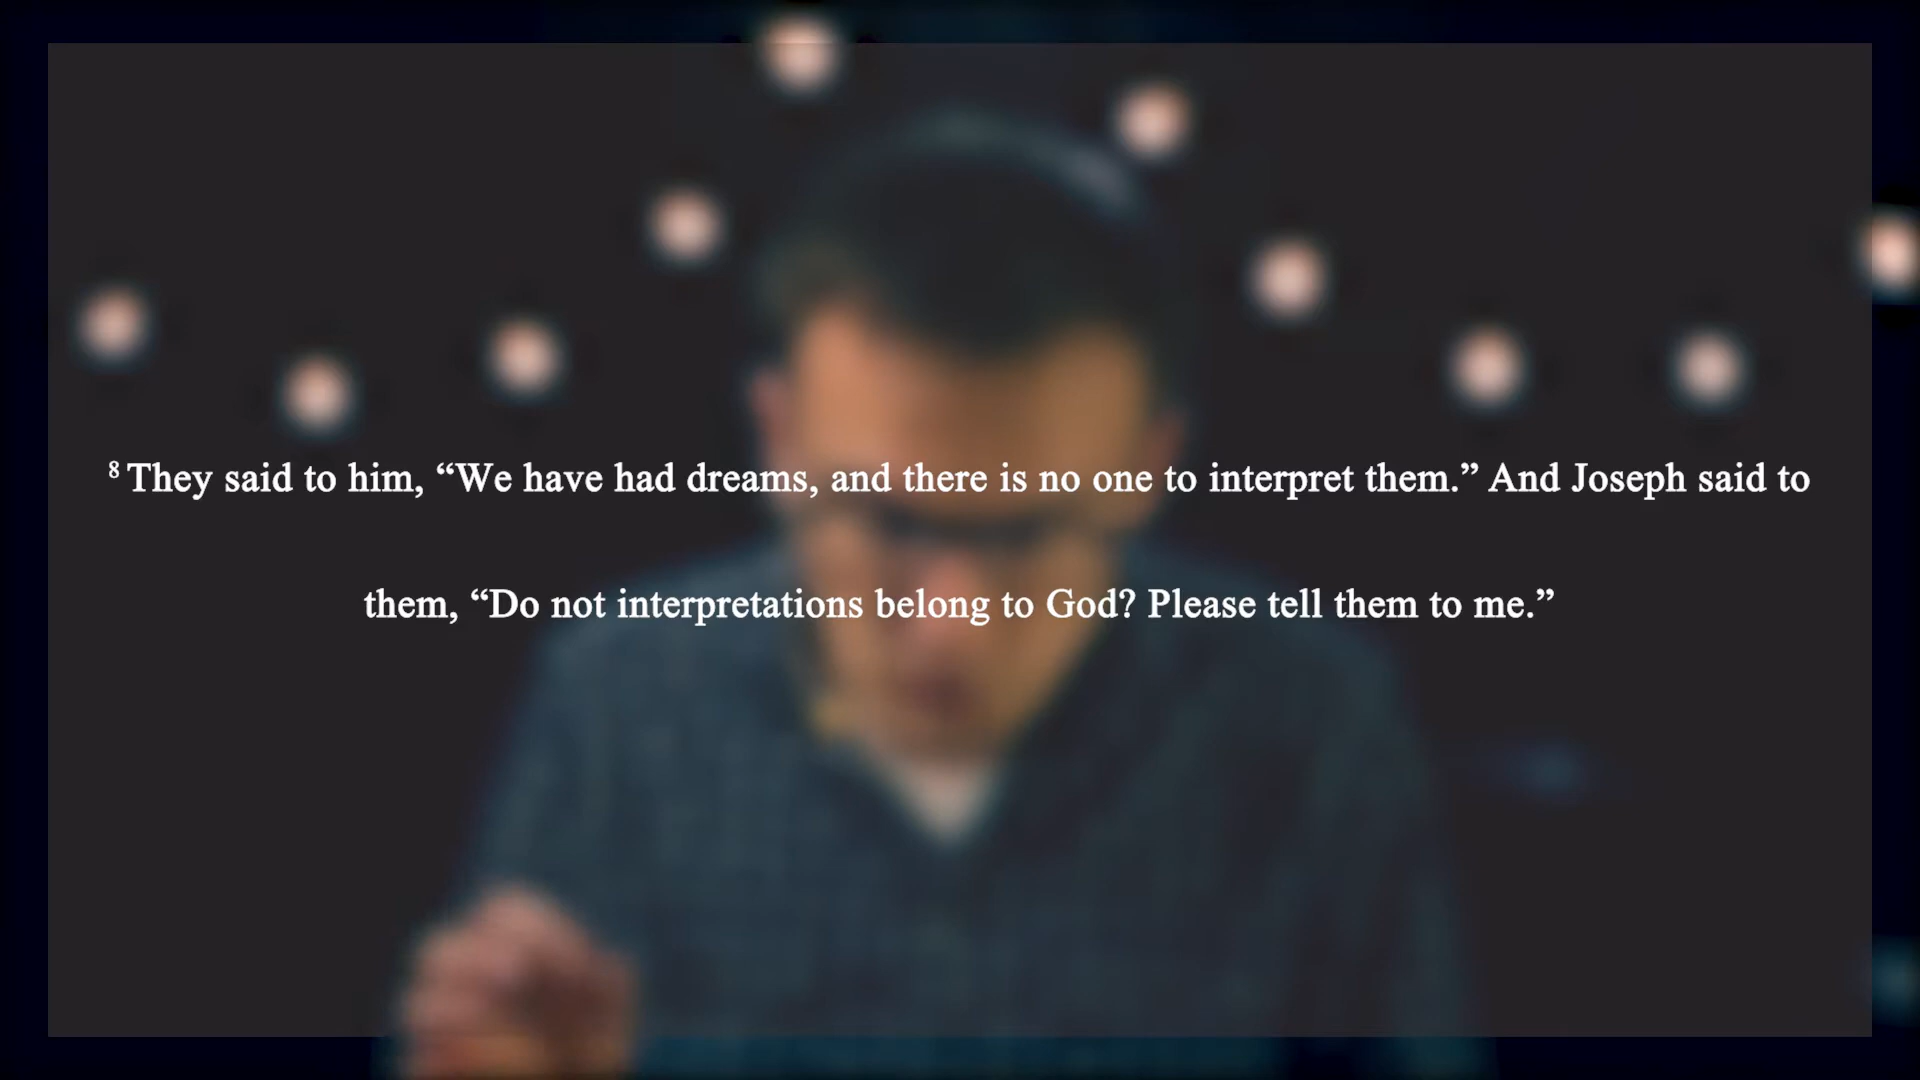 ⁸ They said to him, “We have had dreams, and there is no one to interpret them.” And Joseph said to
them, “Do not interpretations belong to God? Please tell them to me.”